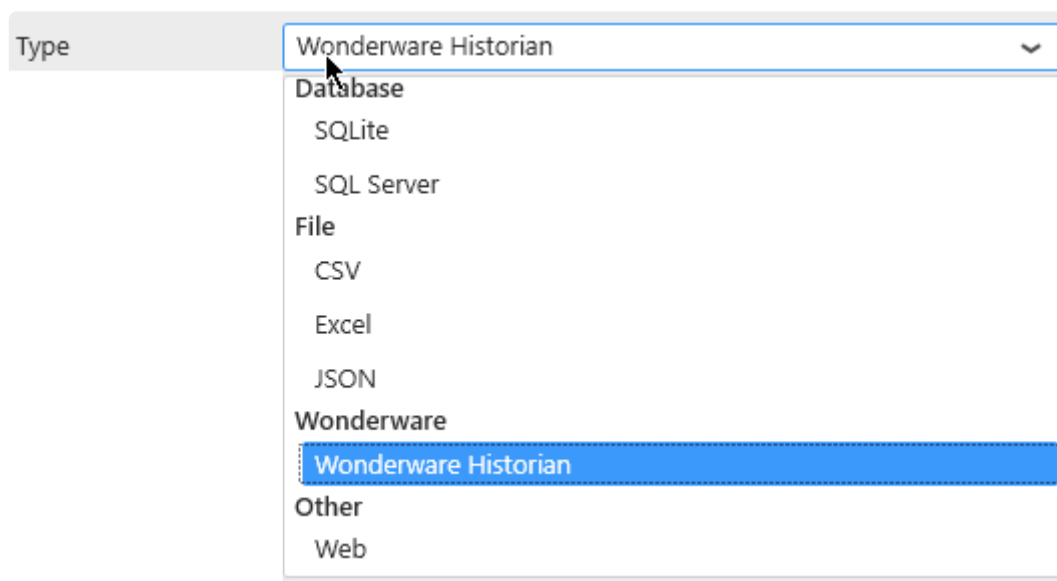 Type
Wonderware Historian
Database
SQLite
SQL Server
File
CSV
Excel
JSON
Wonderware
Wonderware Historian
Other
Web